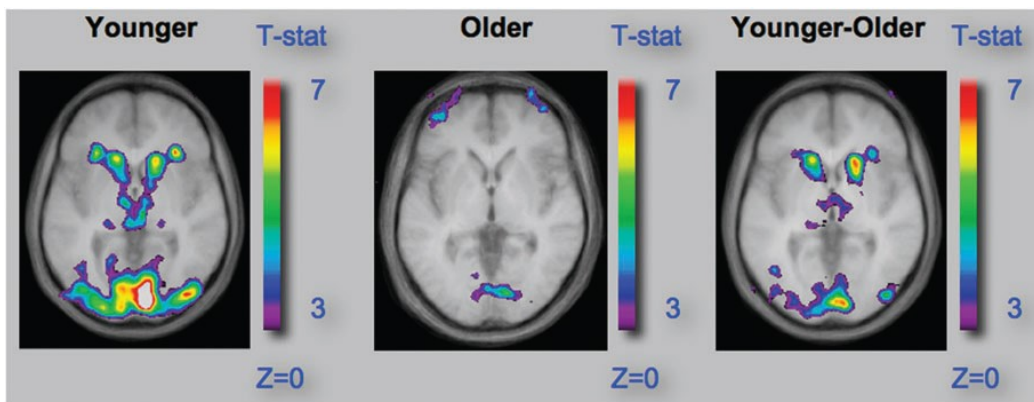 Younger T-stat Older T-stat Younger-Older T-stat
7 7 7
3 3 3
Z=0 Z=0 Z=0